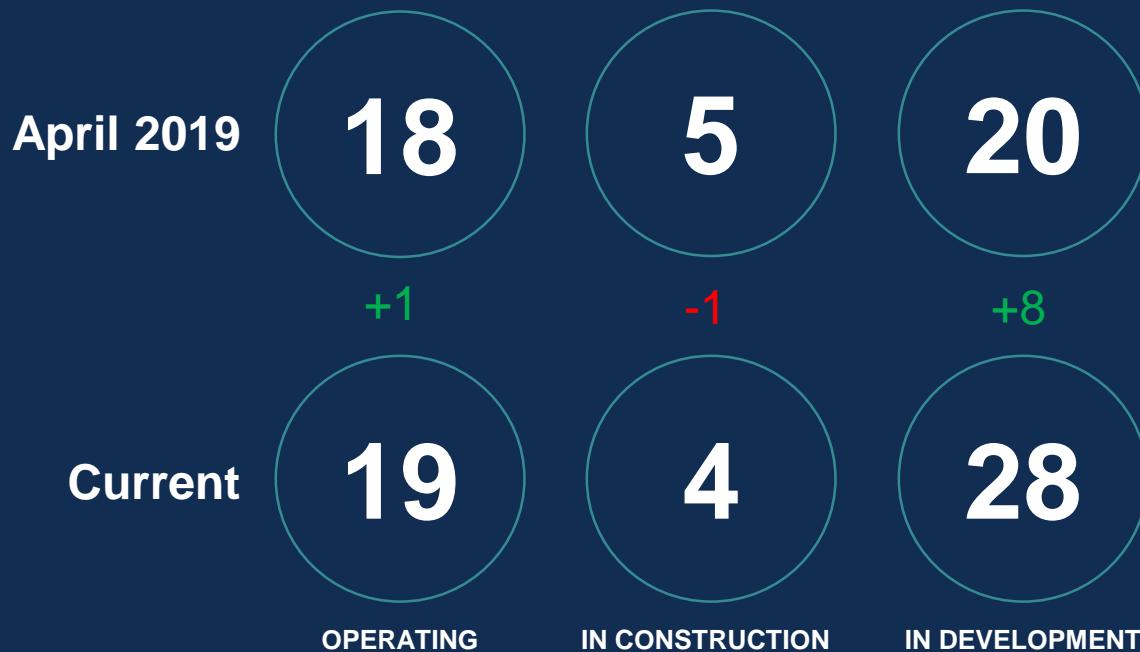 April 2019 18 5 20
+1 -1 +8
Current 19 4 28
OPERATING IN CONSTRUCTION IN DEVELOPMENT